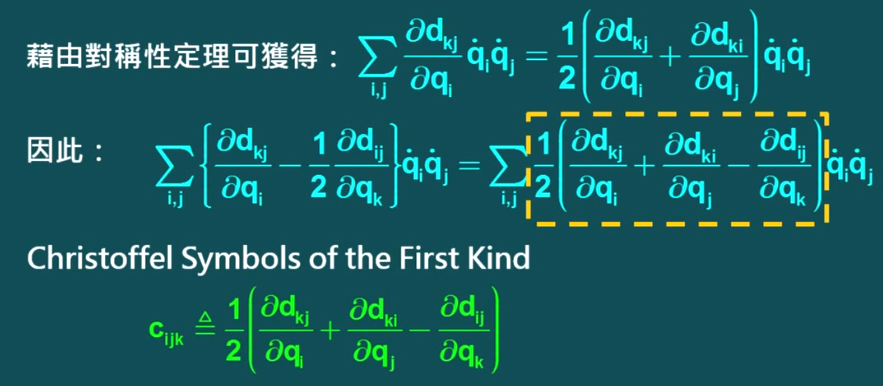 藉由對稱性定理可獲得： $\sum_{i,j} \frac{\partial d_{kj}}{\partial q_i} \dot{q}_i \dot{q}_j = \frac{1}{2} \left( \frac{\partial d_{kj}}{\partial q_i} + \frac{\partial d_{ki}}{\partial q_j} \right) \dot{q}_i \dot{q}_j$
因此： $\sum_{i,j} \left\{ \frac{\partial d_{kj}}{\partial q_i} - \frac{1}{2} \frac{\partial d_{ij}}{\partial q_k} \right\} \dot{q}_i \dot{q}_j = \sum_{i,j} \frac{1}{2} \left( \frac{\partial d_{kj}}{\partial q_i} + \frac{\partial d_{ki}}{\partial q_j} - \frac{\partial d_{ij}}{\partial q_k} \right) \dot{q}_i \dot{q}_j$
Christoffel Symbols of the First Kind
$c_{ijk} \triangleq \frac{1}{2} \left( \frac{\partial d_{kj}}{\partial q_i} + \frac{\partial d_{ki}}{\partial q_j} - \frac{\partial d_{ij}}{\partial q_k} \right)$